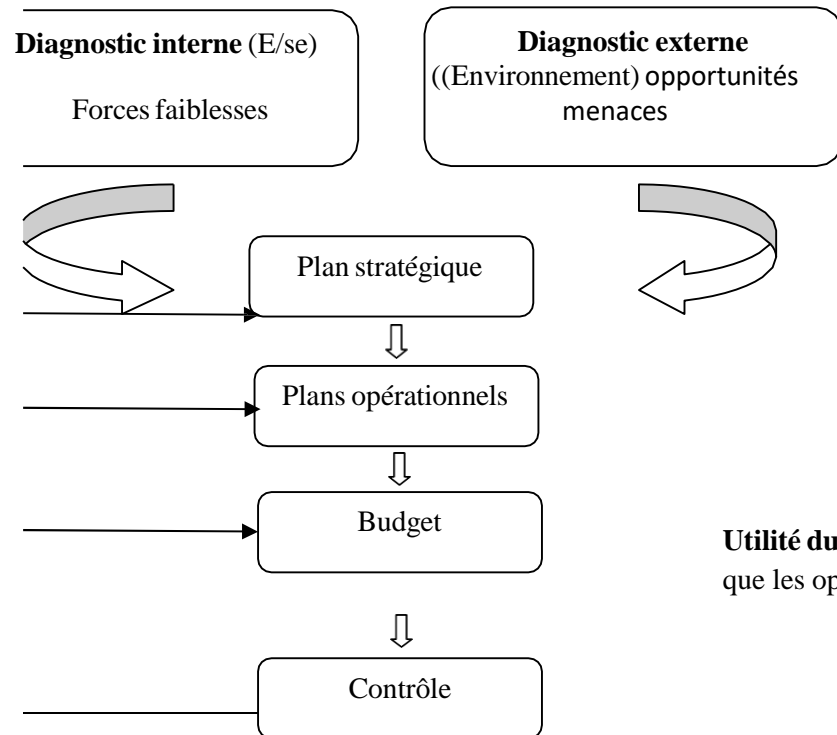 Diagnostic interne (E/se)
Forces faiblesses
Diagnostic externe
((Environnement) opportunités
menaces
Plan stratégique
Plans opérationnels
Budget
Utilité du
que les op
Contrôle